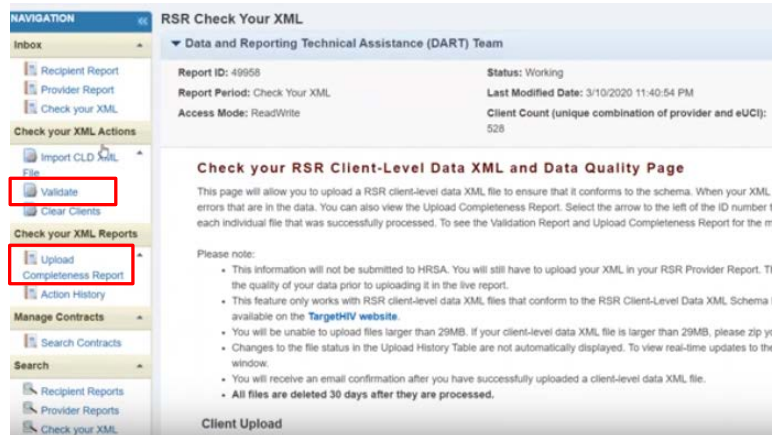 NAVIGATION
Inbox
Recipient Report
Provider Report
Check your XML
Check your XML Actions
Import CLD XML
File
Validate
Clear Clients
Check your XML Reports
Upload
Completeness Report
Action History
Manage Contracts
Search Contracts
Search
Recipient Reports
Provider Reports
Check your XML
RSR Check Your XML
Data and Reporting Technical Assistance (DART) Team
Report ID: 49958
Status: Working
Report Period: Check Your XML
Last Modified Date: 3/10/2020 11:40:54 PM
Access Mode: ReadWrite
Client Count (unique combination of provider and eUCI):
528
Check your RSR Client-Level Data XML and Data Quality Page
This page will allow you to upload a RSR client-level data XML file to ensure that it conforms to the schema. When your XML
errors that are in the data. You can also view the Upload Completeness Report. Select the arrow to the left of the ID number t
each individual file that was successfully processed. To see the Validation Report and Upload Completeness Report for the m
Please note:
• This information will not be submitted to HRSA. You will still have to upload your XML in your RSR Provider Report. Th
the quality of your data prior to uploading it in the live report.
• This feature only works with RSR client-level data XML files that conform to the RSR Client-Level Data XML Schema
available on the TargetHIV website.
• You will be unable to upload files larger than 29MB. If your client-level data XML file is larger than 29MB, please zip yo
• Changes to the file status in the Upload History Table are not automatically displayed. To view real-time updates to the
window.
• You will receive an email confirmation after you have successfully uploaded a client-level data XML file.
• All files are deleted 30 days after they are processed.
Client Upload